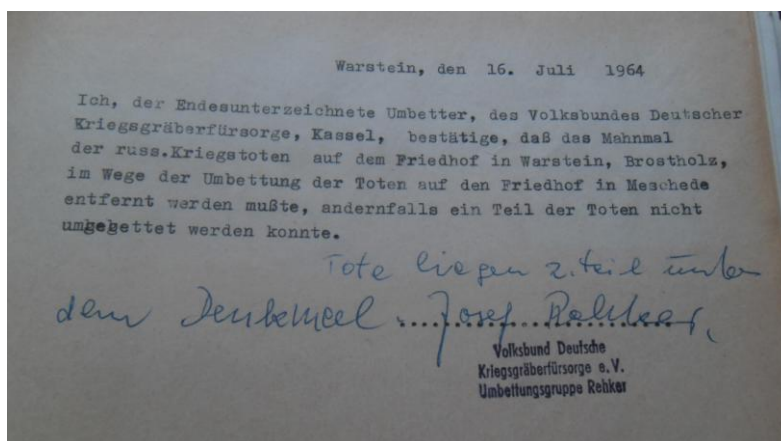 Warstein, den 16. Juli 1964
Ich, der Endesunterzeichnete Umbetter, des Volksbundes Deutscher
Kriegsgräberfürsorge, Kassel, bestätige, daß das Mahnmal
der russ.Kriegstoten auf dem Friedhof in Warstein, Brostholz,
im Wege der Umbettung der Toten auf den Friedhof in Meschede
entfernt werden mußte, andernfalls ein Teil der Toten nicht
umgebettet werden konnte.
Tote liegen z. teil unter
dem Denkmal Josef Rehker.
Volksbund Deutsche
Kriegsgräberfürsorge e.V.
Umbettungsgruppe Rehker